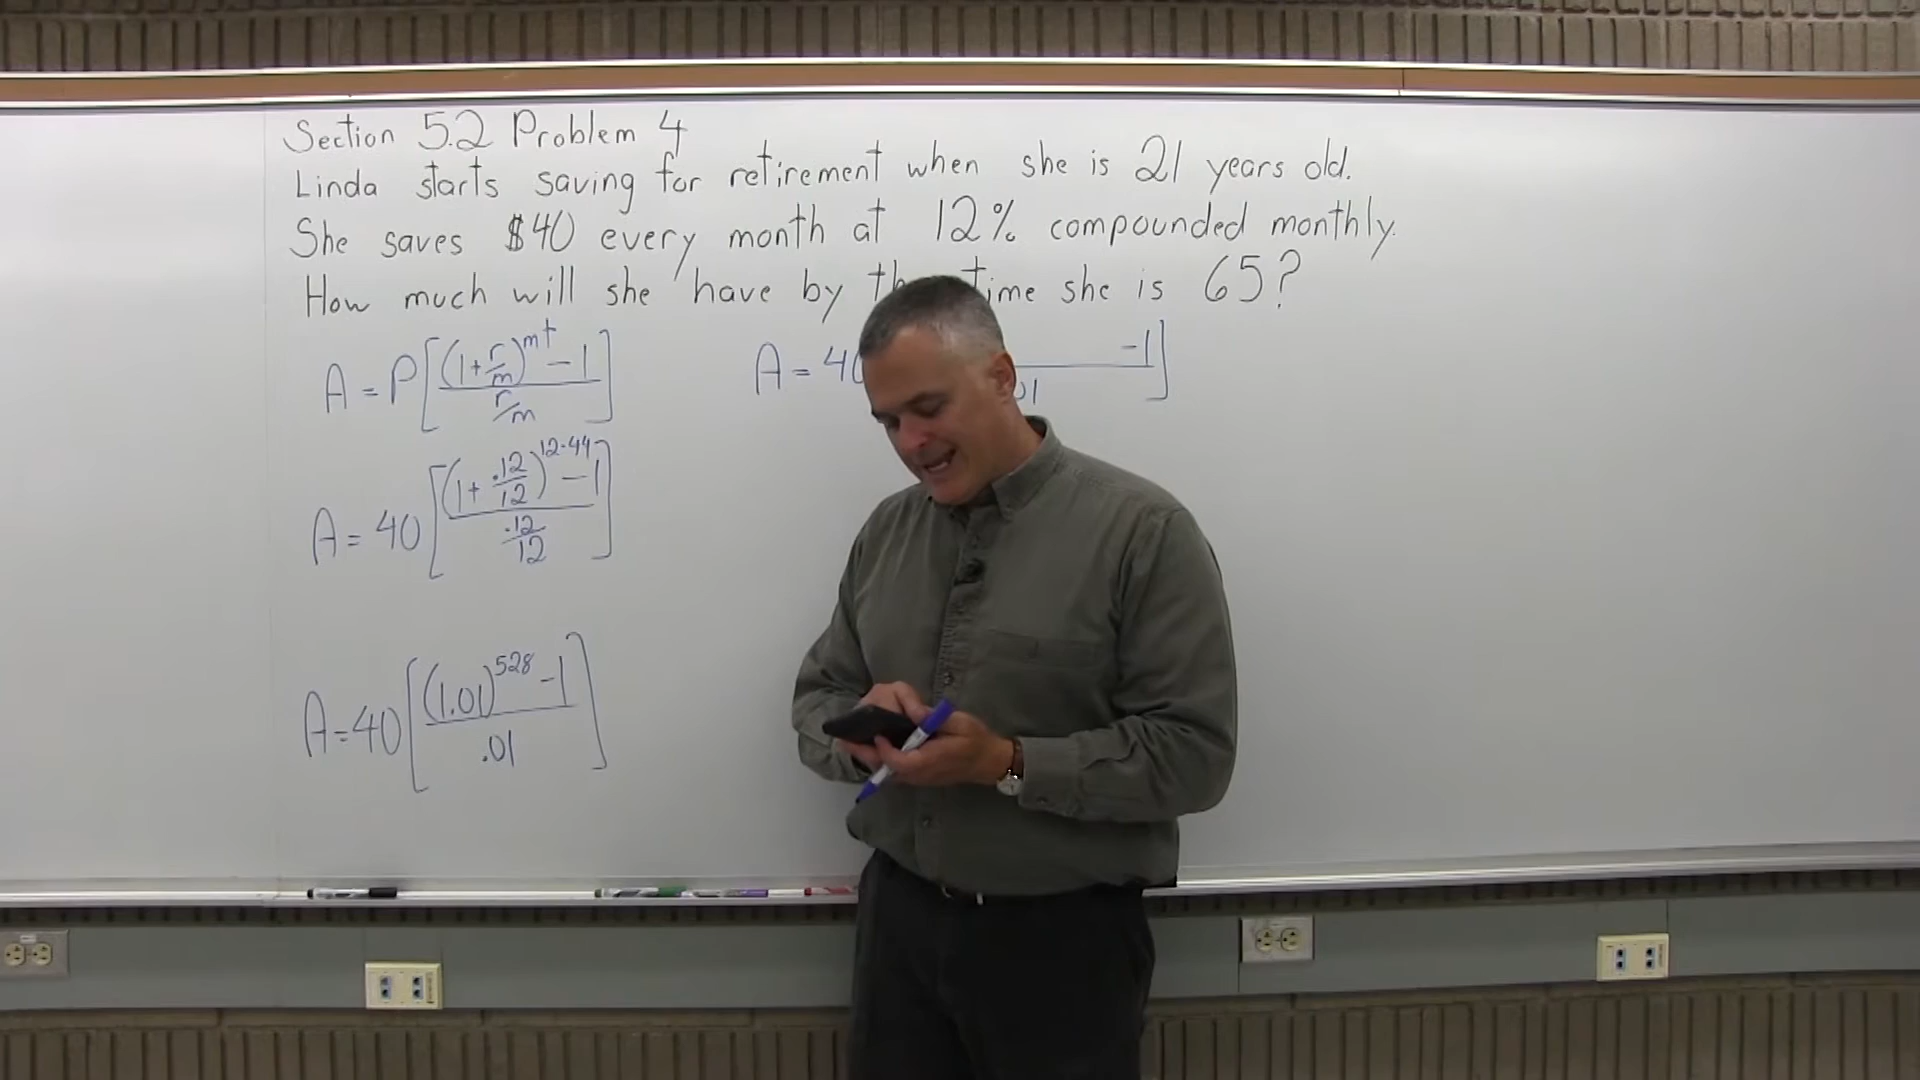 Section 5.2 Problem 4
Linda starts saving for retirement when she is 21 years old.
She saves $40 every month at 12% compounded monthly.
How much will she have by time she is 65?
A = P[((1+r/m)^mt - 1)/(r/m)]
A = 40[((1+.12/12)^12·44 - 1)/(.12/12)]
A = 40[((1.01)^528 - 1)/.01]
A = 40 -1]
01